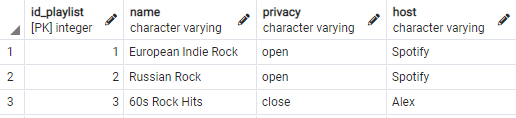 id_playlist name privacy host
[PK] integer character varying character varying character varying
1 1 European Indie Rock open Spotify
2 2 Russian Rock open Spotify
3 3 60s Rock Hits close Alex